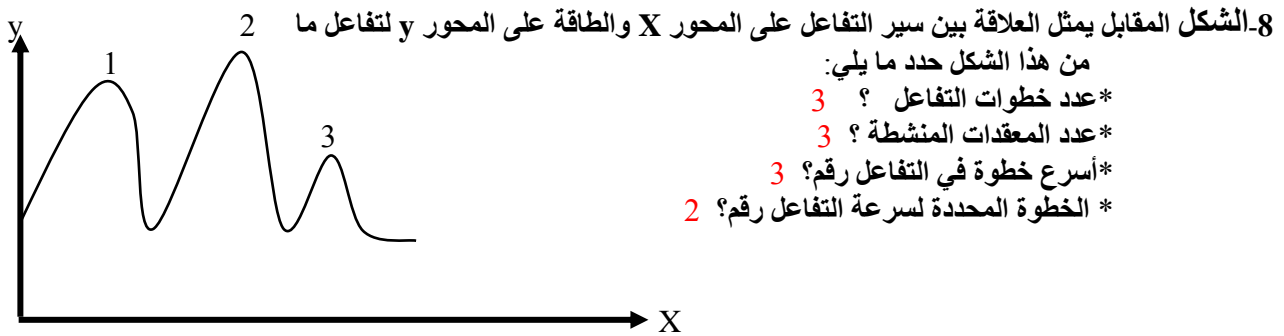 8-الشكل المقابل يمثل العلاقة بين سير التفاعل على المحور X والطاقة على المحور y لتفاعل ما
من هذا الشكل حدد ما يلي:
*عدد خطوات التفاعل ؟ 3
*عدد المعقدات المنشطة ؟ 3
*أسرع خطوة في التفاعل رقم؟ 3
* الخطوة المحددة لسرعة التفاعل رقم؟ 2
y
1
2
3
X